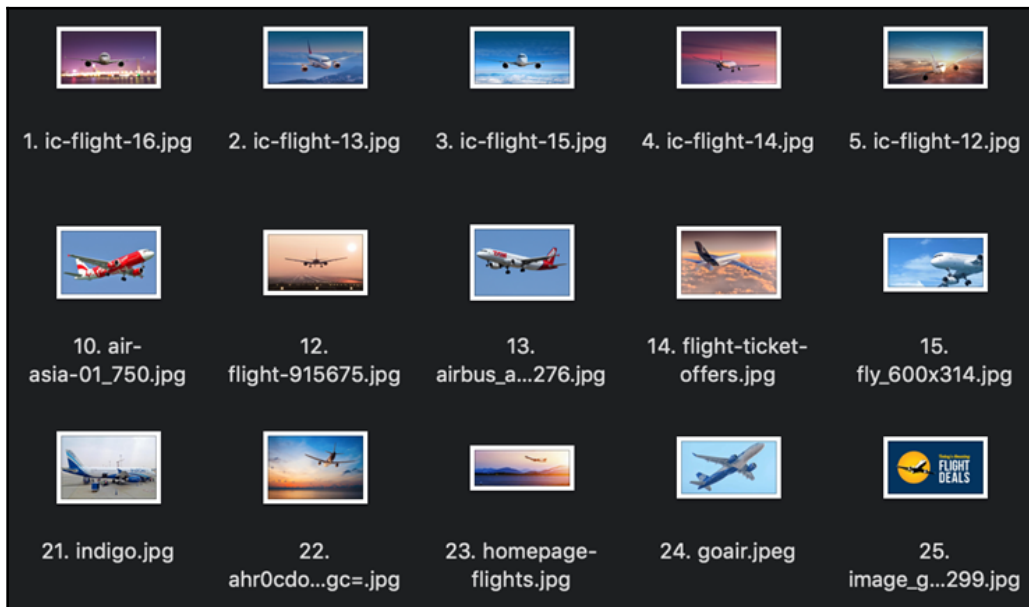 1. ic-flight-16.jpg
2. ic-flight-13.jpg
3. ic-flight-15.jpg
4. ic-flight-14.jpg
5. ic-flight-12.jpg
10. air-
asia-01_750.jpg
12.
flight-915675.jpg
13.
airbus_a...276.jpg
14. flight-ticket-
offers.jpg
15.
fly_600x314.jpg
FLIGHT
DEALS
21. indigo.jpg
22.
ahr0cdo...gc=.jpg
23. homepage-
flights.jpg
24. goair.jpeg
25.
image_g...299.jpg